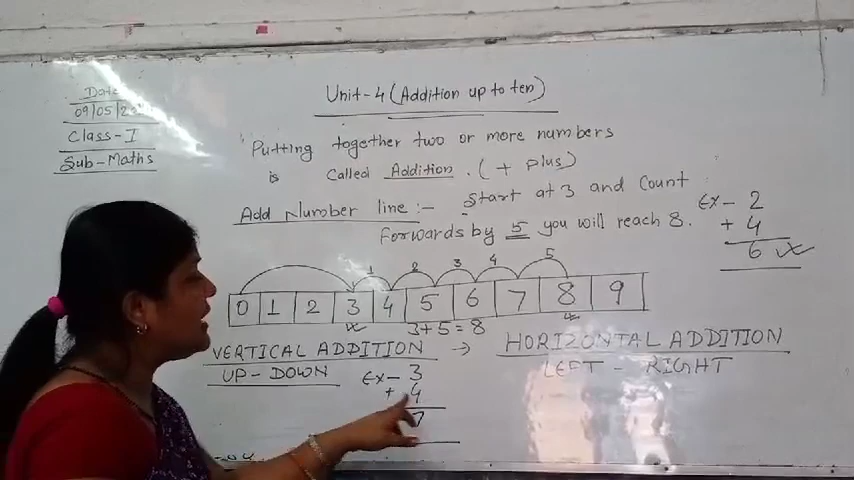 Date
09/05/20
Class-I
Sub-Maths
Unit-4 (Addition up to ten)
Putting together two or more numbers
is called Addition. (+ plus)
Add Number line:- Start at 3 and Count
forwards by 5 you will reach 8.
Ex- 2
+ 4
6
1 2 3 4 5
0 1 2 3 4 5 6 7 8 9
3+5=8
VERTICAL ADDITION → HORIZONTAL ADDITION
UP-DOWN
LEFT - RIGHT
Ex- 3
+ 4
7